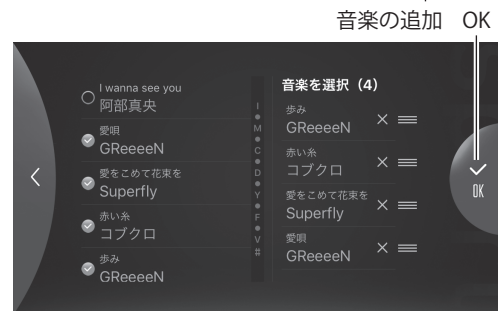 音楽の追加 OK
I wanna see you
阿部真央
愛唄
GReeeeN
愛をこめて花束を
Superfly
赤い糸
コブクロ
歩み
GReeeeN
I
M
C
D
Y
F
V
#
音楽を選択（4）
歩み
GReeeeN
赤い糸
コブクロ
愛をこめて花束を
Superfly
愛唄
GReeeeN
OK